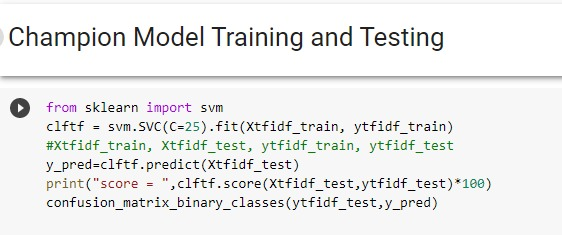 Champion Model Training and Testing
from sklearn import svm
clftf = svm.SVC(C=25).fit(Xtfidf_train, ytfidf_train)
#Xtfidf_train, Xtfidf_test, ytfidf_train, ytfidf_test
y_pred=clftf.predict(Xtfidf_test)
print("score = ",clftf.score(Xtfidf_test,ytfidf_test)*100)
confusion_matrix_binary_classes(ytfidf_test,y_pred)